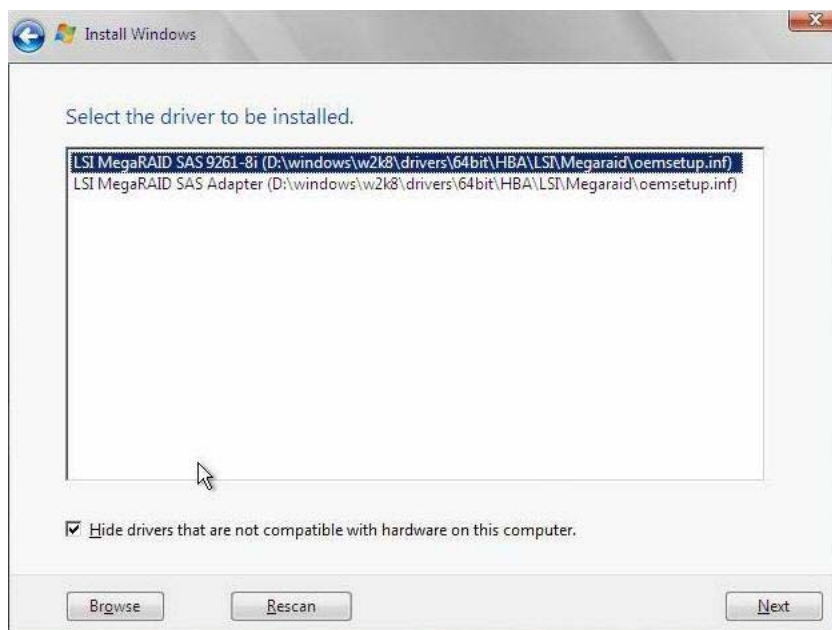 Install Windows
Select the driver to be installed.
LSI MegaRAID SAS 9261-8i (D:\windows\w2k8\drivers\64bit\HBA\LSI\Megaraid\oemsetup.inf)
LSI MegaRAID SAS Adapter (D:\windows\w2k8\drivers\64bit\HBA\LSI\Megaraid\oemsetup.inf)
Hide drivers that are not compatible with hardware on this computer.
Browse
Rescan
Next